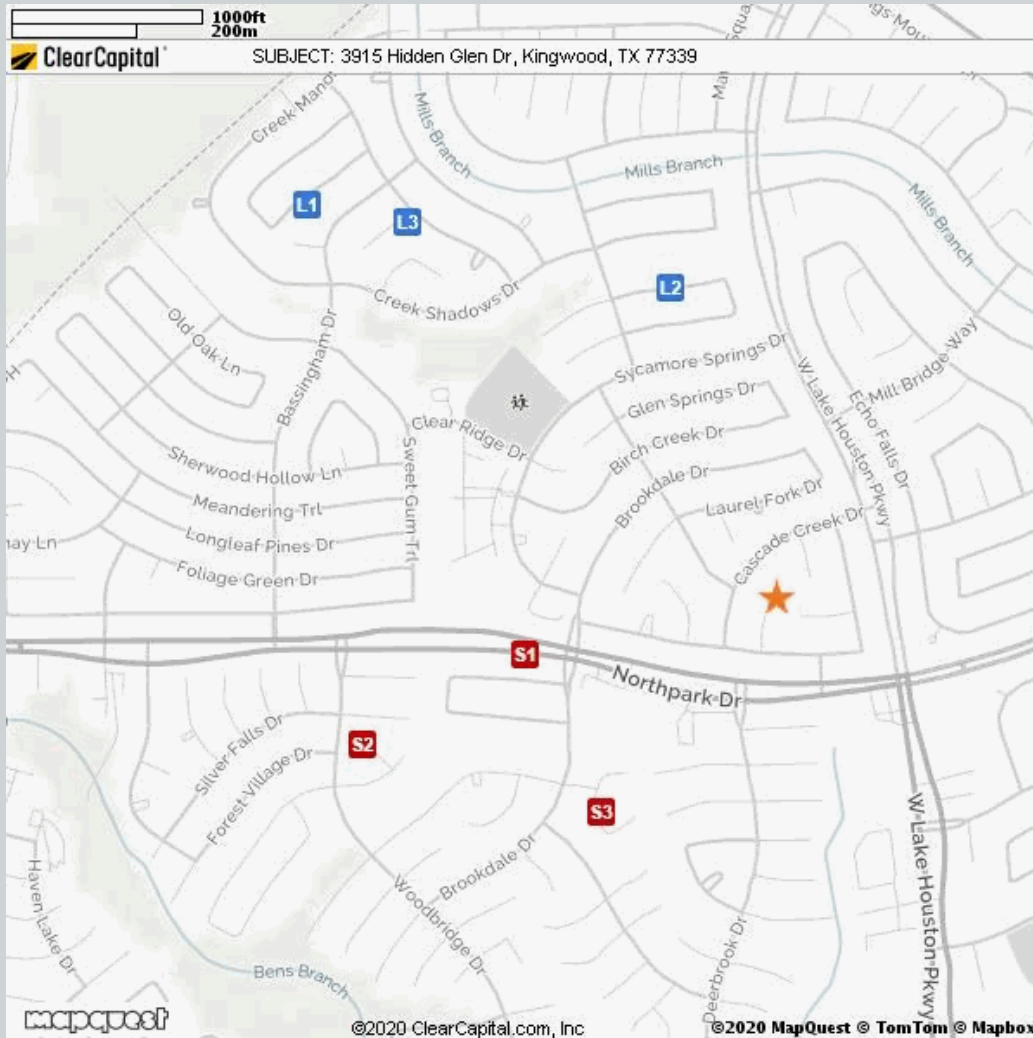 1000ft
200m
ClearCapital
SUBJECT: 3915 Hidden Glen Dr, Kingwood, TX 77339
Creek Mano
Mills Branch
Mills Branch
Mills Branch
L1
L3
L2
Creek Shadows Dr
Old Oak Ln
Bassingham Dr
Sycamore Springs Dr
Glen Springs Dr
Birch Creek Dr
Brookdale Dr
Laurel Fork Dr
Cascade Creek Dr
W Lake Houston Pkwy
Echo Falls Dr
Mill Bridge Way
Clear Ridge Dr
Sweet Gum Trl
Sherwood Hollow Ln
Meandering Trl
Longleaf Pines Dr
nay Ln
Foliage Green Dr
S1
Northpark Dr
S2
Silver Falls Dr
Forest Village Dr
S3
Brookdale Dr
Woodbridge Dr
Deerbrook Dr
W Lake Houston Pkwy
Haven Lake Dr
Bens Branch
mapquest
©2020 ClearCapital.com, Inc
©2020 MapQuest © TomTom © Mapbox